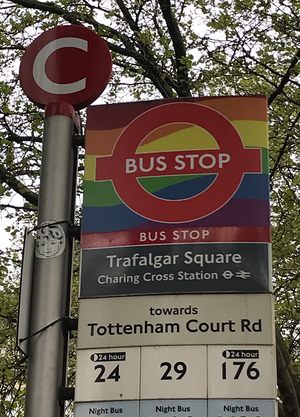 C
BUS STOP
BUS STOP
Trafalgar Square
Charing Cross Station
towards
Tottenham Court Rd
24 hour 24 hour
24 29 176
Night Bus Night Bus Night Bus